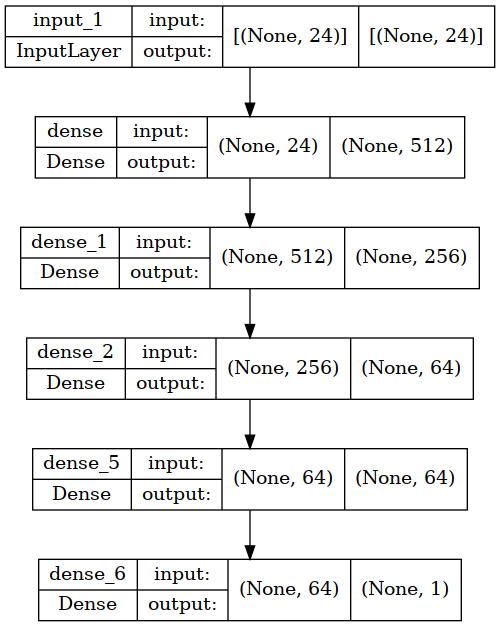 input_1 input: [(None, 24)] [(None, 24)]
InputLayer output:
dense input: (None, 24) (None, 512)
Dense output:
dense_1 input: (None, 512) (None, 256)
Dense output:
dense_2 input: (None, 256) (None, 64)
Dense output:
dense_5 input: (None, 64) (None, 64)
Dense output:
dense_6 input: (None, 64) (None, 1)
Dense output: